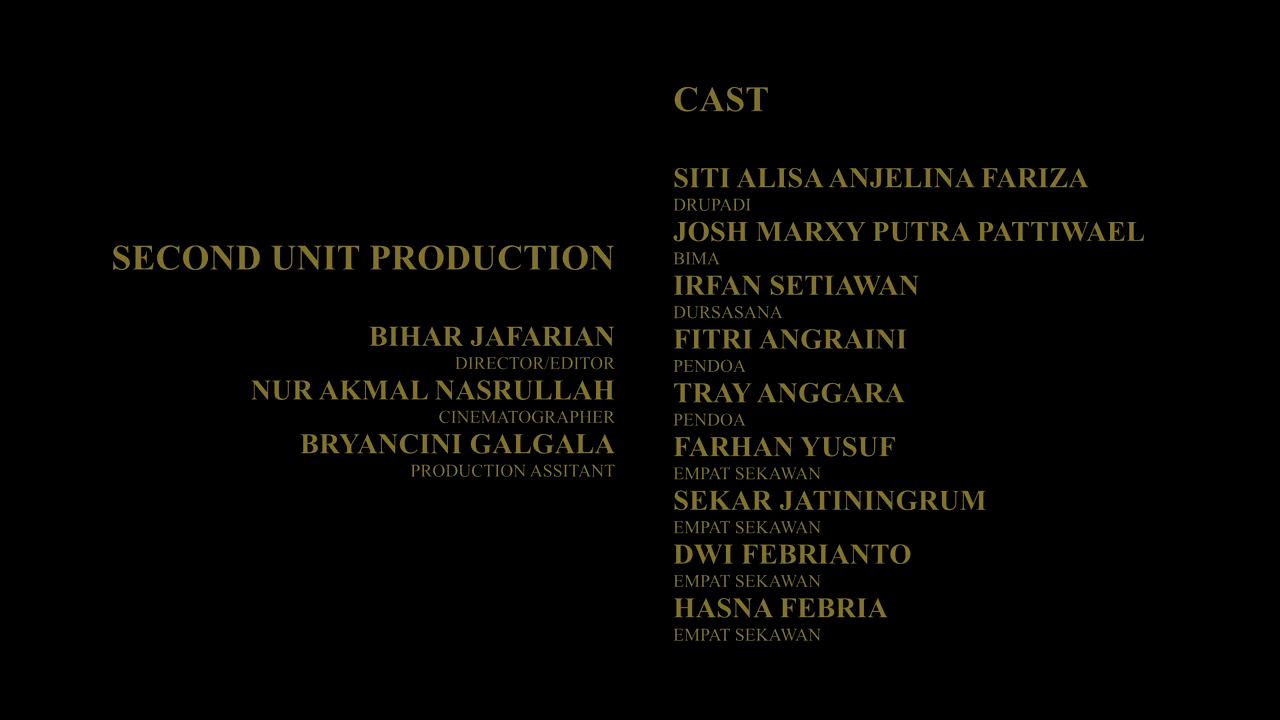 SECOND UNIT PRODUCTION
BIHAR JAFARIAN
DIRECTOR/EDITOR
NUR AKMAL NASRULLAH
CINEMATOGRAPHER
BRYANCINI GALGALA
PRODUCTION ASSITANT
CAST
SITI ALISA ANJELINA FARIZA
DRUPADI
JOSH MARXY PUTRA PATTIWAEL
BIMA
IRFAN SETIAWAN
DURSASANA
FITRI ANGRAINI
PENDOA
TRAY ANGGARA
PENDOA
FARHAN YUSUF
EMPAT SEKAWAN
SEKAR JATININGRUM
EMPAT SEKAWAN
DWI FEBRIANTO
EMPAT SEKAWAN
HASNA FEBRIA
EMPAT SEKAWAN